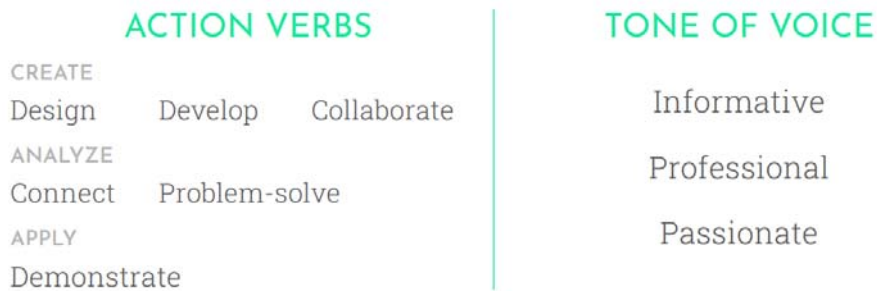 ACTION VERBS
CREATE
Design Develop Collaborate
ANALYZE
Connect Problem-solve
APPLY
Demonstrate
TONE OF VOICE
Informative
Professional
Passionate